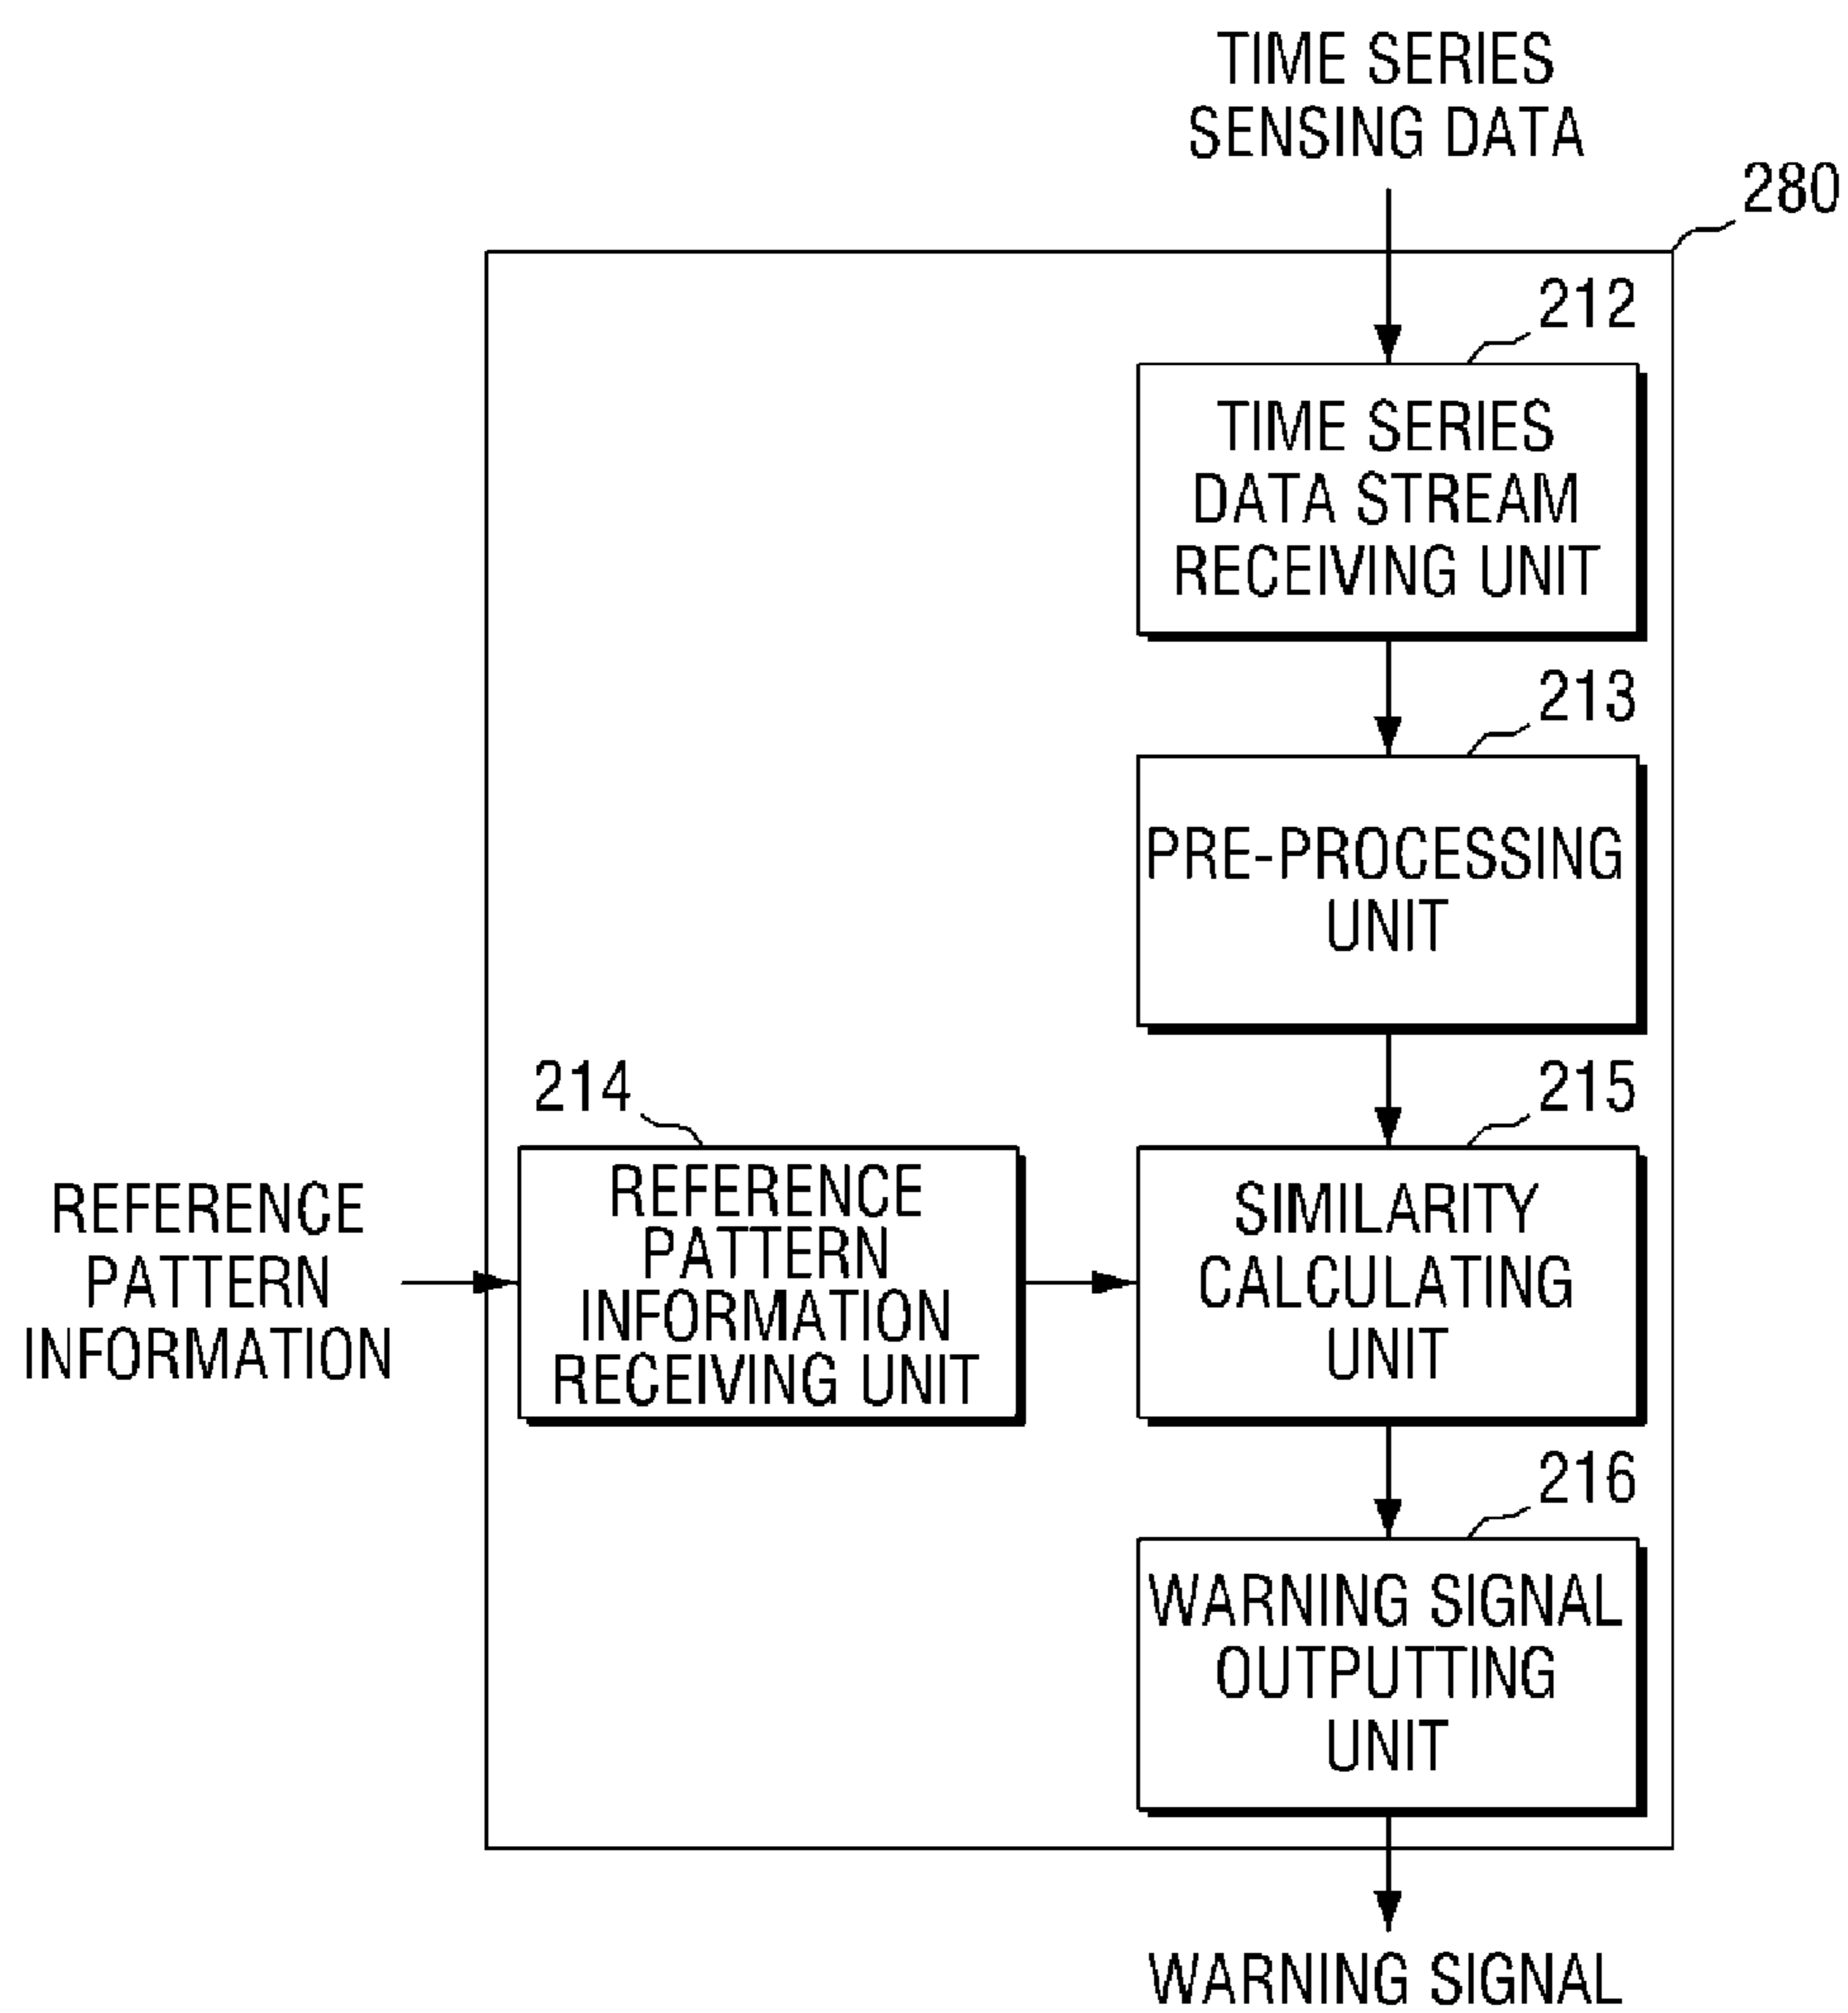 TIME SERIES
SENSING DATA
280
212
TIME SERIES
DATA STREAM
RECEIVING UNIT
213
PRE-PROCESSING
UNIT
214
215
REFERENCE
PATTERN
INFORMATION
REFERENCE
PATTERN
INFORMATION
RECEIVING UNIT
SIMILARITY
CALCULATING
UNIT
216
WARNING SIGNAL
OUTPUTTING
UNIT
WARNING SIGNAL